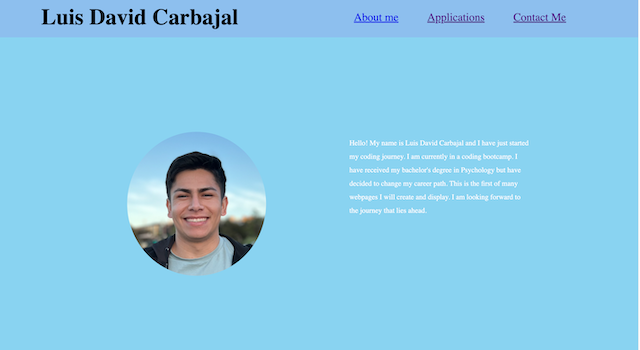 Luis David Carbajal
About me Applications Contact Me
Hello! My name is Luis David Carbajal and I have just started
my coding journey. I am currently in a coding bootcamp. I
have received my bachelor's degree in Psychology but have
decided to change my career path. This is the first of many
webpages I will create and display. I am looking forward to
the journey that lies ahead.